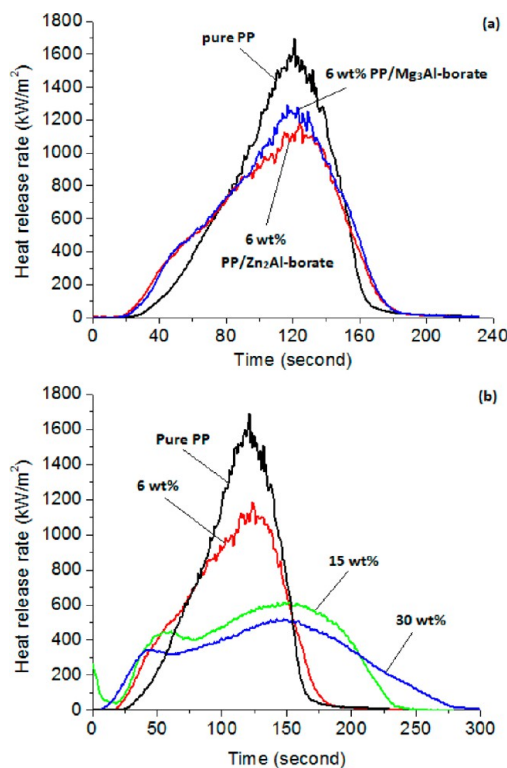 (a)
pure PP
6 wt% PP/Mg₃Al-borate
6 wt%
PP/Zn₂Al-borate
Heat release rate (kW/m²)
1800
1600
1400
1200
1000
800
600
400
200
0
0 40 80 120 160 200 240
Time (second)
(b)
Pure PP
6 wt%
15 wt%
30 wt%
Heat release rate (kW/m²)
1800
1600
1400
1200
1000
800
600
400
200
0
0 50 100 150 200 250 300
Time (second)